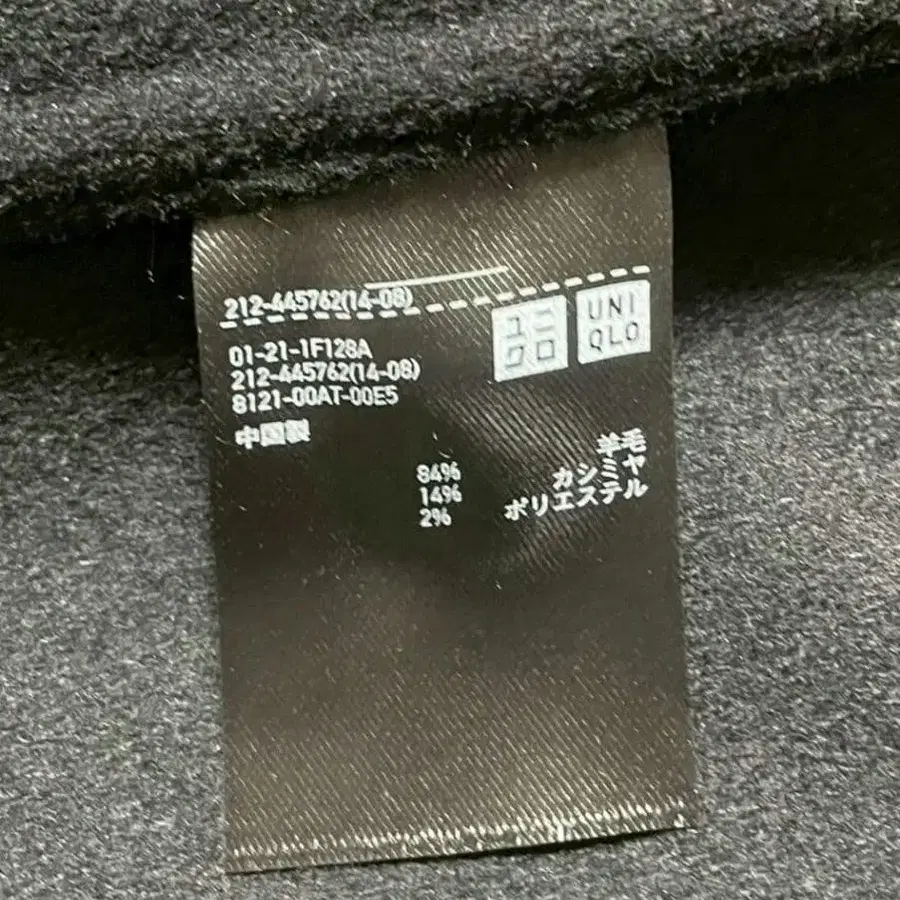 212-445762(14-08)
ユニ
クロ
UNI
QLO
01-21-1F128A
212-445762(14-08)
8121-00AT-00E5
中国製
84% 羊毛
14% カシミヤ
2% ポリエステル